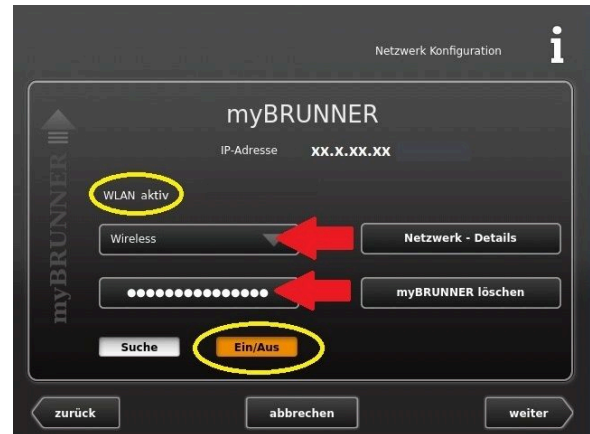 Netzwerk Konfiguration
i
myBRUNNER
IP-Adresse XX.X.XX.XX
myBRUNNER
WLAN aktiv
Wireless
Netzwerk - Details
●●●●●●●●●●●●●●●
myBRUNNER löschen
Suche
Ein/Aus
zurück
abbrechen
weiter